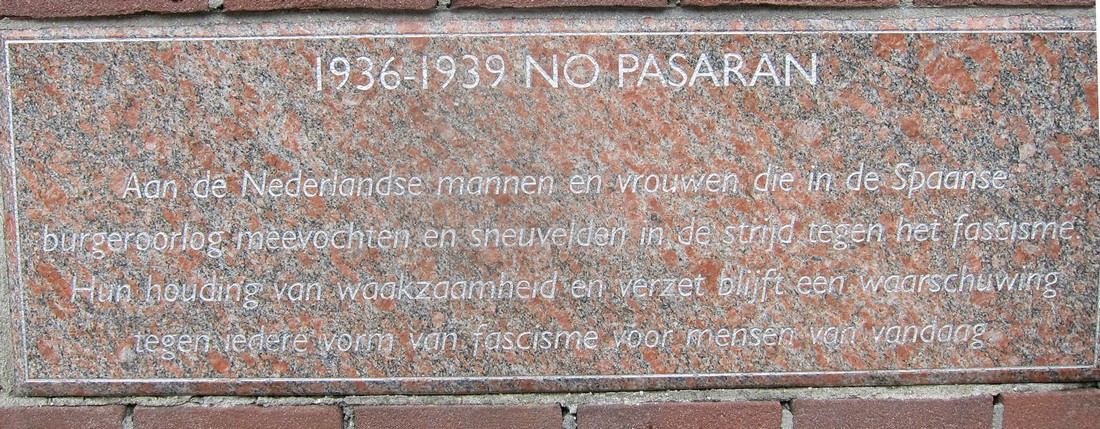 1936-1939 NO PASARAN
Aan de Nederlandse mannen en vrouwen die in de Spaanse
burgeroorlog meevochten en sneuvelden in de strijd tegen het fascisme.
Hun houding van waakzaamheid en verzet blijft een waarschuwing
tegen iedere vorm van fascisme voor mensen van vandaag